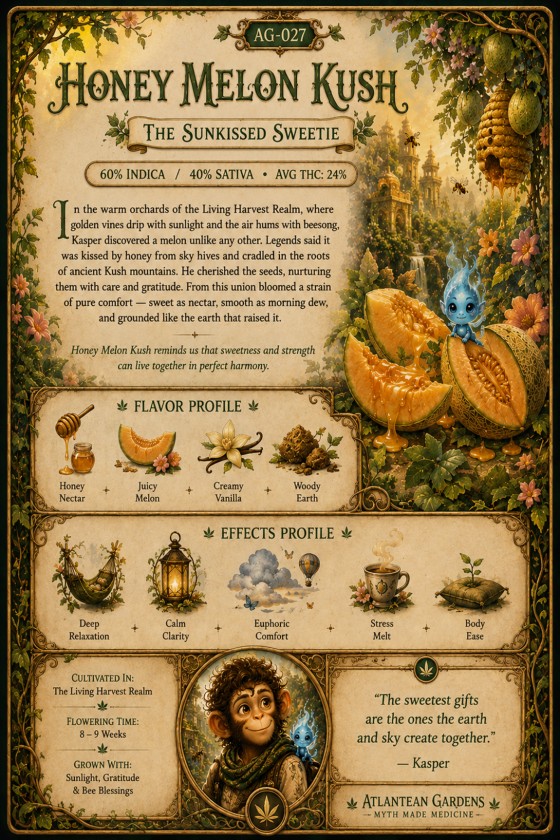 AG-027
HONEY MELON KUSH
THE SUNKISSED SWEETIE
60% INDICA / 40% SATIVA • AVG THC: 24%
In the warm orchards of the Living Harvest Realm, where
golden vines drip with sunlight and the air hums with beesong,
Kasper discovered a melon unlike any other. Legends said it
was kissed by honey from sky hives and cradled in the roots
of ancient Kush mountains. He cherished the seeds, nurturing
them with care and gratitude. From this union bloomed a strain
of pure comfort — sweet as nectar, smooth as morning dew,
and grounded like the earth that raised it.
Honey Melon Kush reminds us that sweetness and strength
can live together in perfect harmony.
FLAVOR PROFILE
Honey
Nectar
Juicy
Melon
Creamy
Vanilla
Woody
Earth
EFFECTS PROFILE
Deep
Relaxation
Calm
Clarity
Euphoric
Comfort
Stress
Melt
Body
Ease
CULTIVATED IN:
The Living Harvest Realm
FLOWERING TIME:
8 – 9 Weeks
GROWN WITH:
Sunlight, Gratitude
& Bee Blessings
"The sweetest gifts
are the ones the earth
and sky create together."
— Kasper
ATLANTEAN GARDENS
– MYTH MADE MEDICINE –